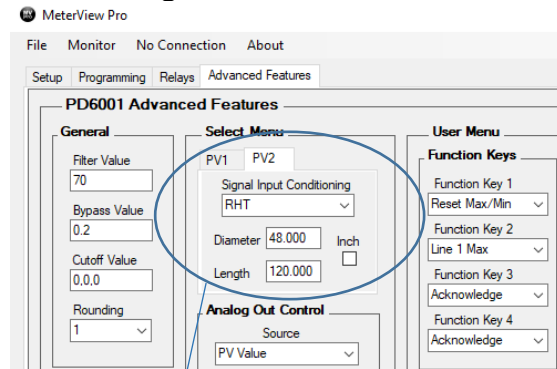 MeterView Pro
File Monitor No Connection About
Setup Programming Relays Advanced Features
PD6001 Advanced Features
General
Filter Value
70
Bypass Value
0.2
Cutoff Value
0,0,0
Rounding
1
Select Menu
PV1 PV2
Signal Input Conditioning
RHT
Diameter 48.000 Inch
Length 120.000
Analog Out Control
Source
PV Value
User Menu
Function Keys
Function Key 1
Reset Max/Min
Function Key 2
Line 1 Max
Function Key 3
Acknowledge
Function Key 4
Acknowledge